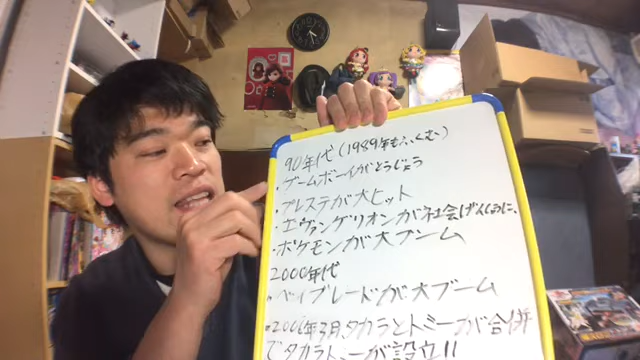 90年代(1989年もふくむ)
・ゲームボーイがとうじょう
・プレステが大ヒット
・エヴァンゲリオンが社会げんしょうに、
・ポケモンが大ブーム
2000年代
・ベイブレードが大ブーム
・2006年3月、タカラとトミーが合併
でタカラトミーが設立!!